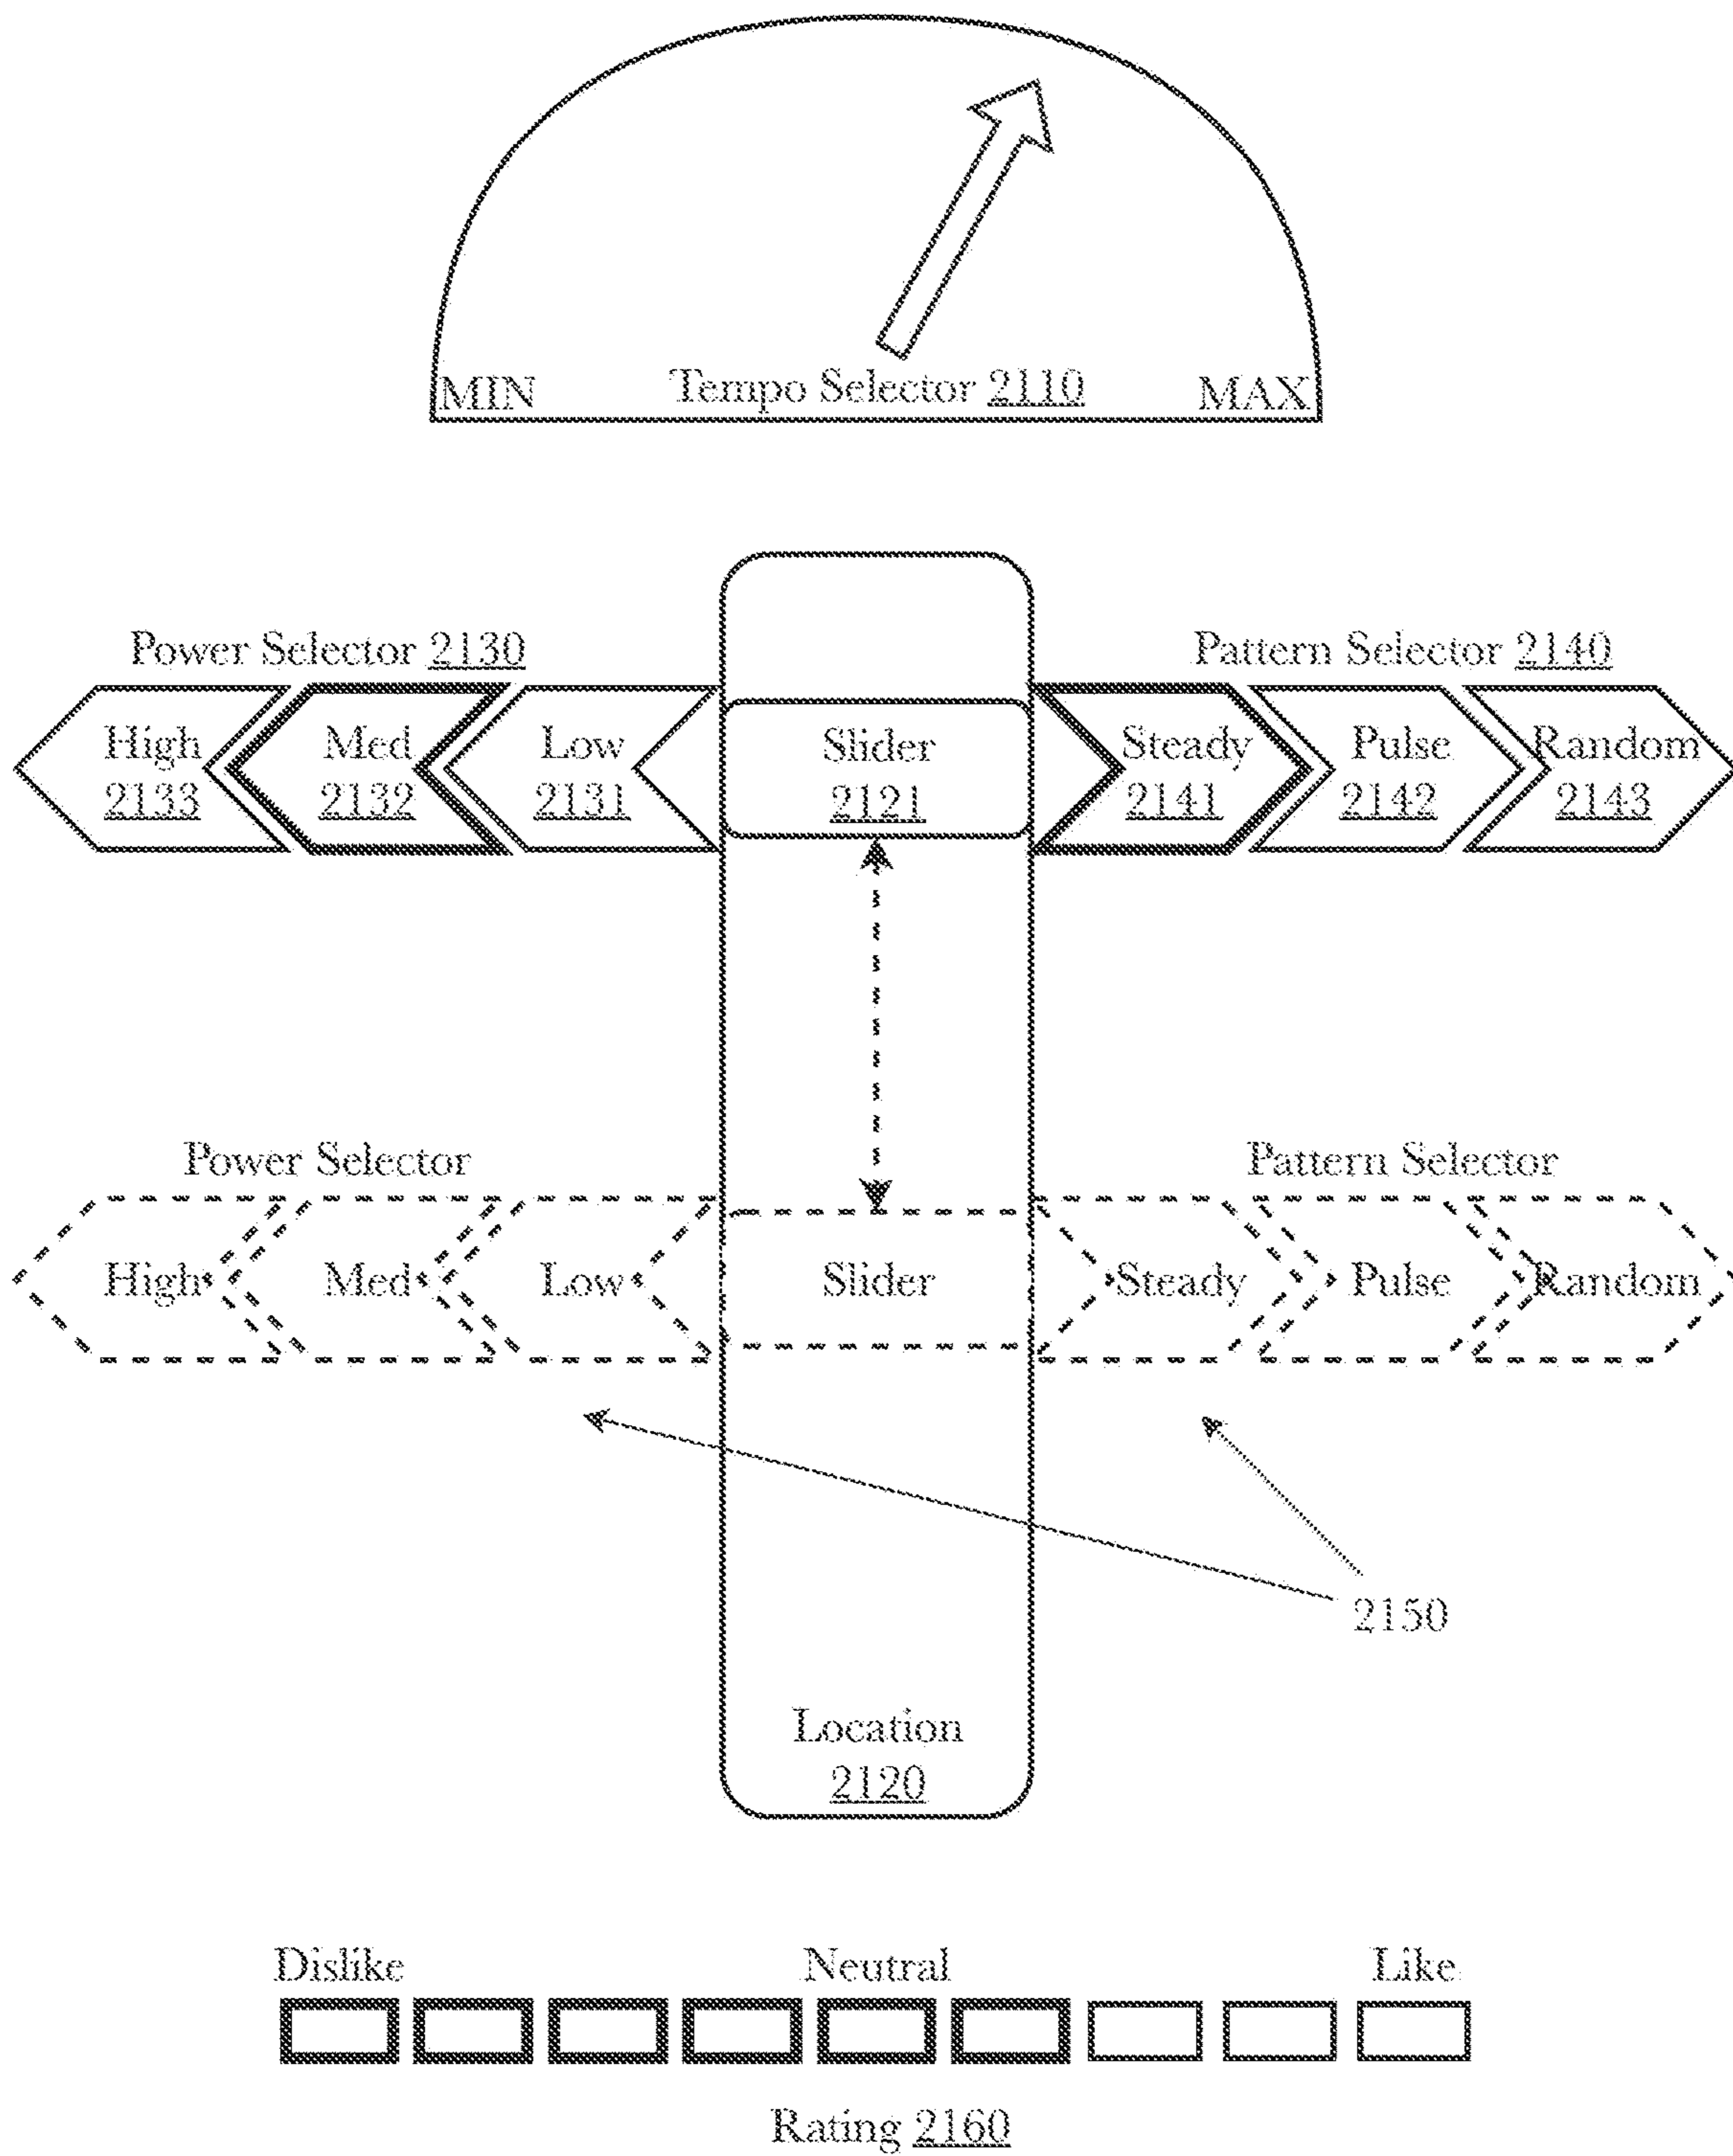 MIN Tempo Selector 2110 MAX
Power Selector 2130 Pattern Selector 2140
High Med Low Slider Steady Pulse Random
2133 2132 2131 2121 2141 2142 2143
Power Selector Pattern Selector
High Med Low Slider Steady Pulse Random
2150
Location
2120
Dislike Neutral Like
Rating 2160